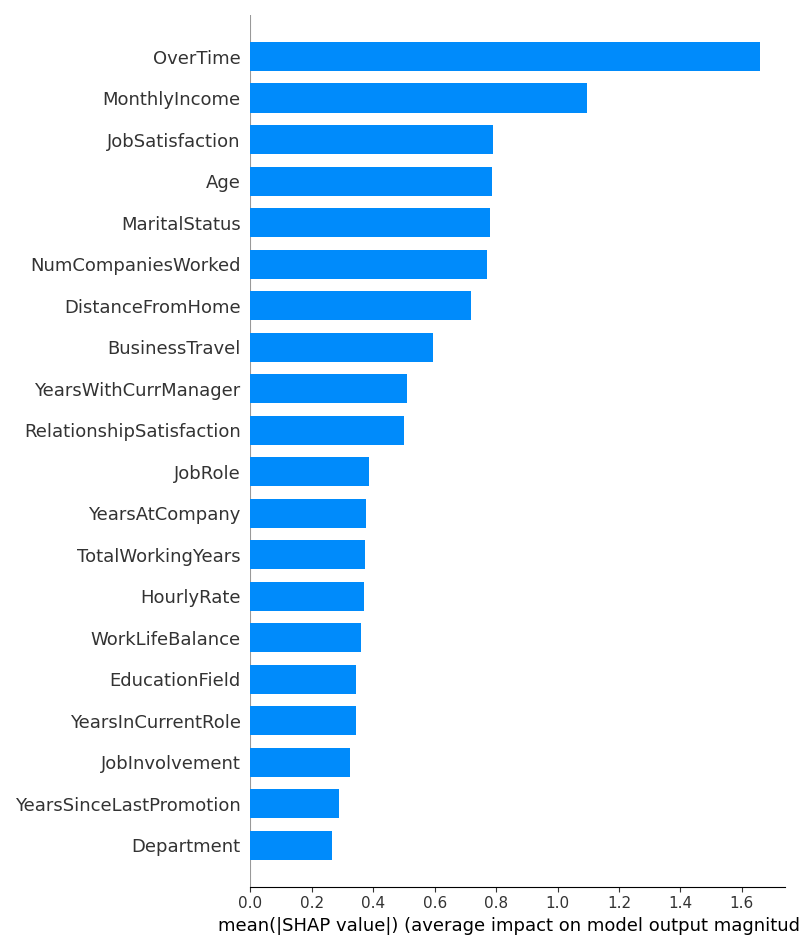 OverTime
MonthlyIncome
JobSatisfaction
Age
MaritalStatus
NumCompaniesWorked
DistanceFromHome
BusinessTravel
YearsWithCurrManager
RelationshipSatisfaction
JobRole
YearsAtCompany
TotalWorkingYears
HourlyRate
WorkLifeBalance
EducationField
YearsInCurrentRole
JobInvolvement
YearsSinceLastPromotion
Department
0.0 0.2 0.4 0.6 0.8 1.0 1.2 1.4 1.6
mean(|SHAP value|) (average impact on model output magnitud